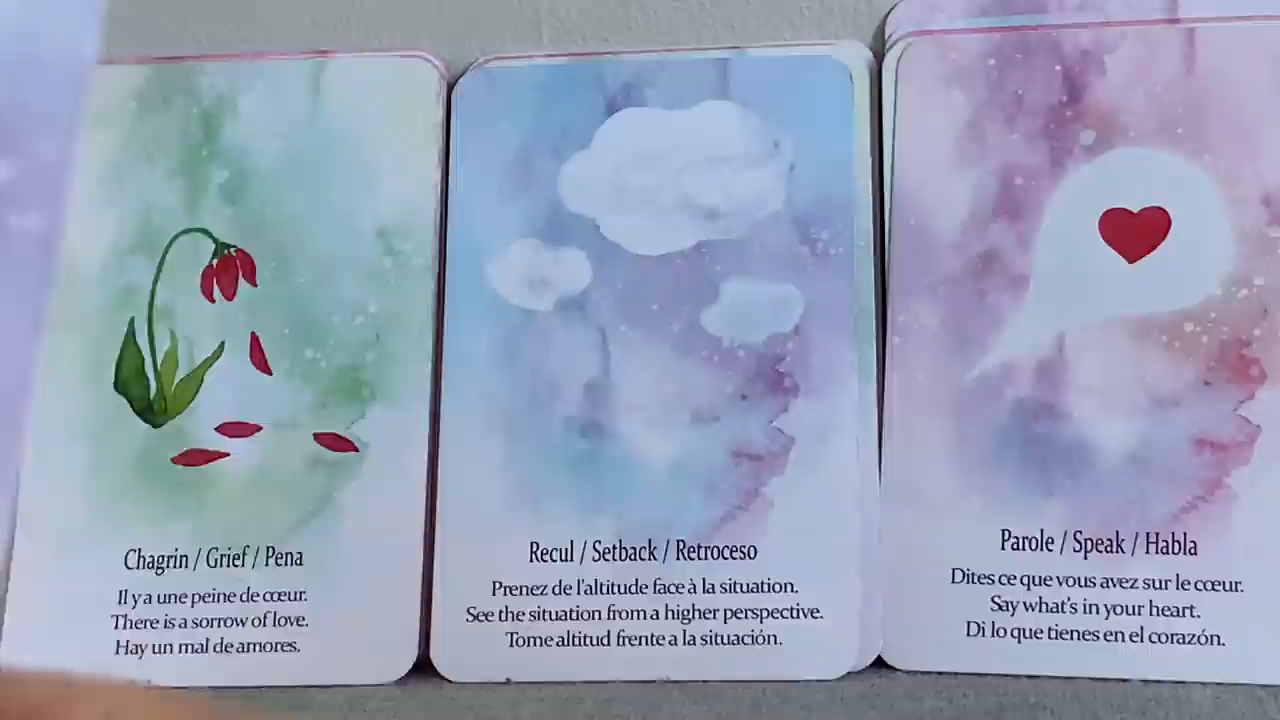 Chagrin / Grief / Pena
Il y a une peine de cœur.
There is a sorrow of love.
Hay un mal de amores.
Recul / Setback / Retroceso
Prenez de l'altitude face à la situation.
See the situation from a higher perspective.
Tome altitud frente a la situación.
Parole / Speak / Habla
Dites ce que vous avez sur le cœur.
Say what's in your heart.
Di lo que tienes en el corazón.